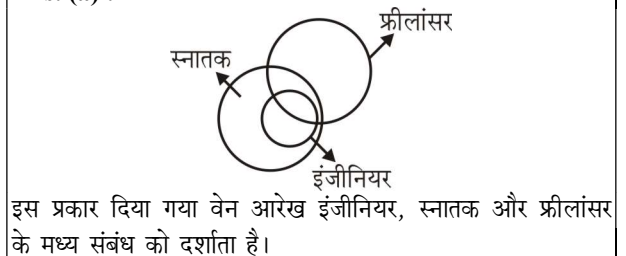 फ्रीलांसर
स्नातक
इंजीनियर
इस प्रकार दिया गया वेन आरेख इंजीनियर, स्नातक और फ्रीलांसर
के मध्य संबंध को दर्शाता है।